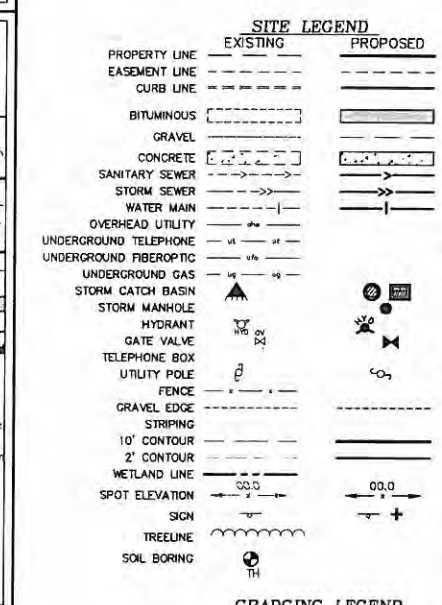 SITE LEGEND
EXISTING PROPOSED
PROPERTY LINE
EASEMENT LINE
CURB LINE
BITUMINOUS
GRAVEL
CONCRETE
SANITARY SEWER
STORM SEWER
WATER MAIN
OVERHEAD UTILITY ohe
UNDERGROUND TELEPHONE ut ut
UNDERGROUND FIBEROPTIC ufo
UNDERGROUND GAS ug ug
STORM CATCH BASIN
STORM MANHOLE
HYDRANT HYD HYD
GATE VALVE GV
TELEPHONE BOX
UTILITY POLE
FENCE x x
GRAVEL EDGE
STRIPING
10' CONTOUR
2' CONTOUR
WETLAND LINE
SPOT ELEVATION 00.0 x 00.0 x
SIGN
TREELINE
SOIL BORING TH
GRADGING LEGEND